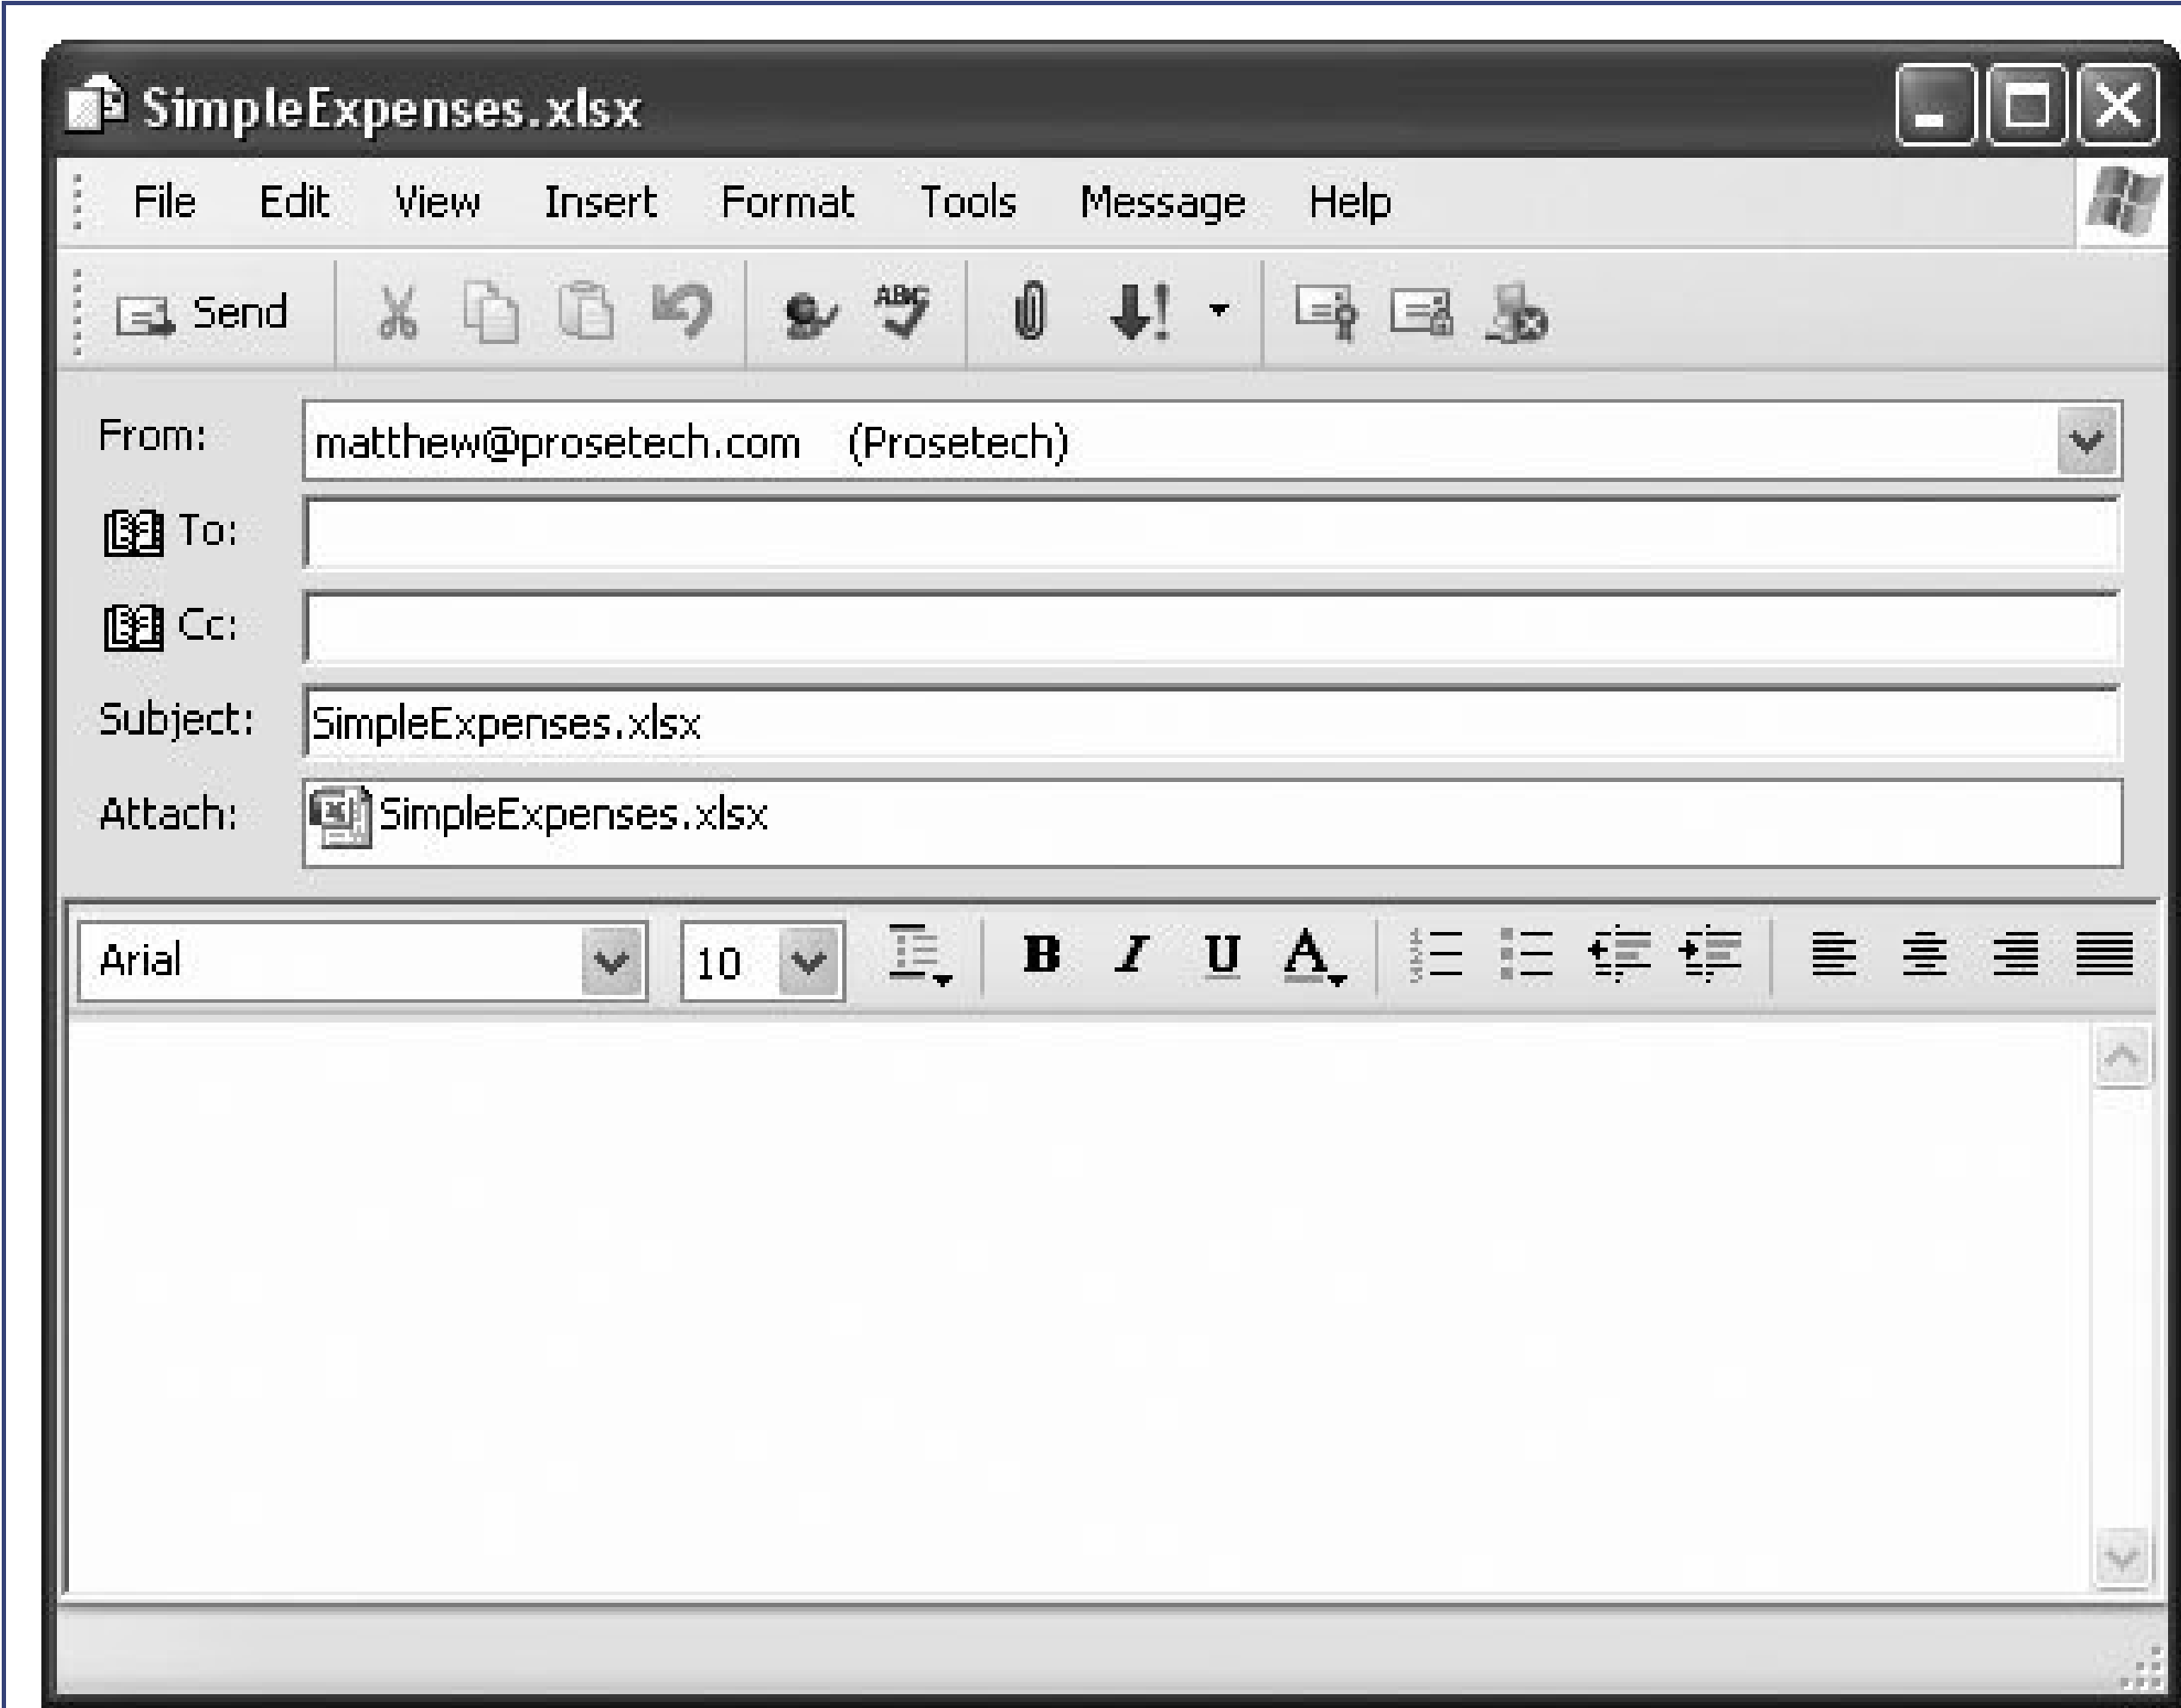 SimpleExpenses.xlsx
File Edit View Insert Format Tools Message Help
Send ABC
From: matthew@prosetech.com (Prosetech)
To:
Cc:
Subject: SimpleExpenses.xlsx
Attach: SimpleExpenses.xlsx
Arial 10 B I U A